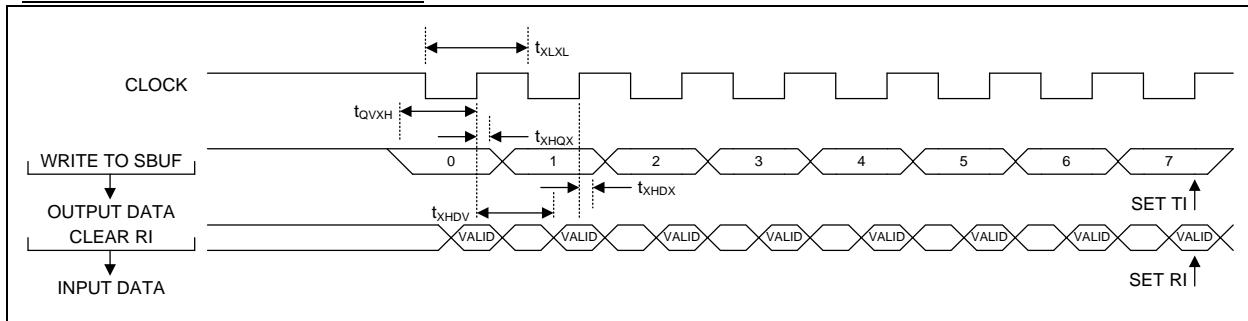 tXLXL
CLOCK
tQVXH
tXHQX
WRITE TO SBUF
0 1 2 3 4 5 6 7
tXHDX
OUTPUT DATA
tXHDV
SET TI
CLEAR RI
VALID VALID VALID VALID VALID VALID VALID VALID
INPUT DATA
SET RI